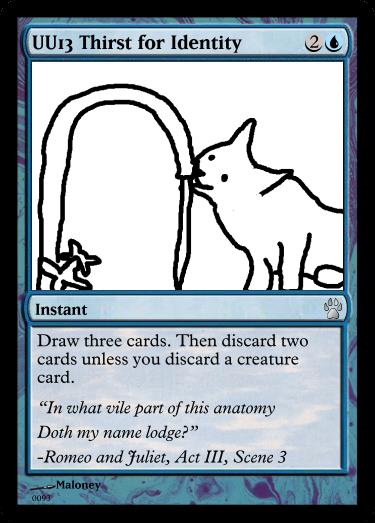 UU13 Thirst for Identity 2
Instant
Draw three cards. Then discard two
cards unless you discard a creature
card.
“In what vile part of this anatomy
Doth my name lodge?”
-Romeo and Juliet, Act III, Scene 3
Maloney
0093